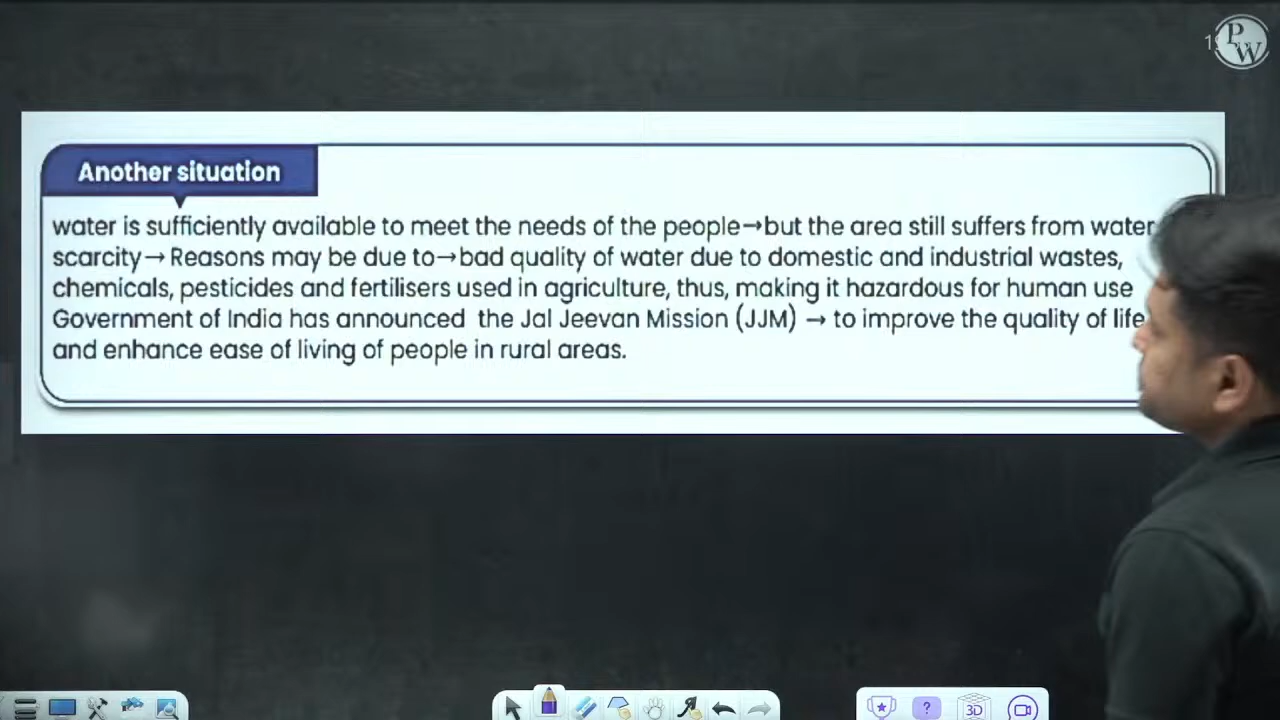 PW
Another situation
water is sufficiently available to meet the needs of the people→but the area still suffers from water
scarcity→Reasons may be due to→bad quality of water due to domestic and industrial wastes,
chemicals, pesticides and fertilisers used in agriculture, thus, making it hazardous for human use
Government of India has announced the Jal Jeevan Mission (JJM) → to improve the quality of life
and enhance ease of living of people in rural areas.
? 3D